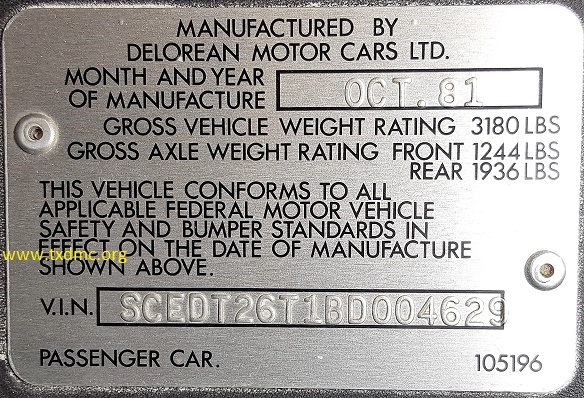 MANUFACTURED BY
DELOREAN MOTOR CARS LTD.
MONTH AND YEAR
OF MANUFACTURE OCT. 81
GROSS VEHICLE WEIGHT RATING 3180 LBS
GROSS AXLE WEIGHT RATING FRONT 1244 LBS
REAR 1936 LBS
THIS VEHICLE CONFORMS TO ALL
APPLICABLE FEDERAL MOTOR VEHICLE
SAFETY AND BUMPER STANDARDS IN
EFFECT ON THE DATE OF MANUFACTURE
www.txdmc.org
SHOWN ABOVE.
V.I.N. SCEDT26T1BD004629
PASSENGER CAR. 105196